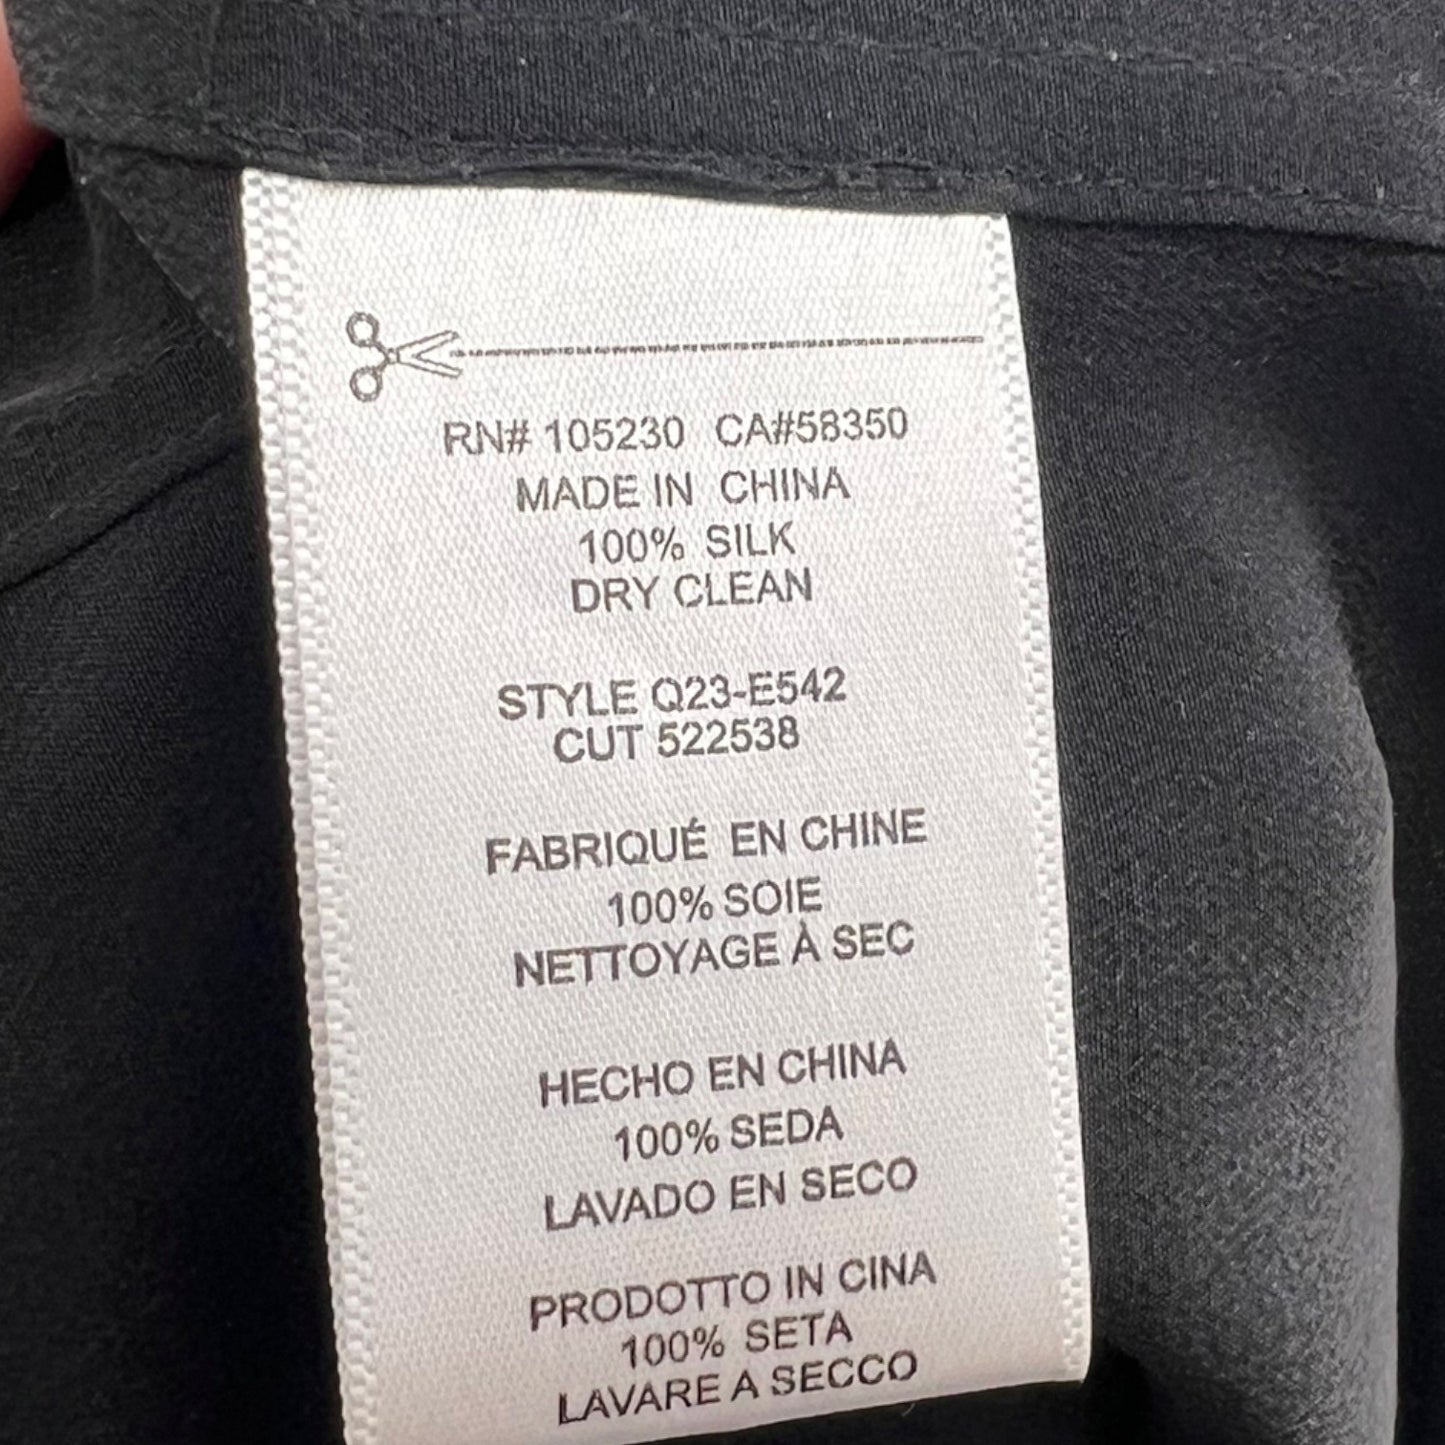 RN# 105230 CA#58350
MADE IN CHINA
100% SILK
DRY CLEAN
STYLE Q23-E542
CUT 522538
FABRIQUÉ EN CHINE
100% SOIE
NETTOYAGE À SEC
HECHO EN CHINA
100% SEDA
LAVADO EN SECO
PRODOTTO IN CINA
100% SETA
LAVARE A SECCO